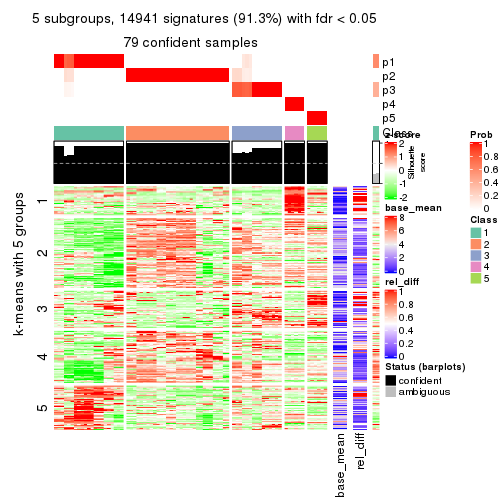 5 subgroups, 14941 signatures (91.3%) with fdr < 0.05
79 confident samples
p1
p2
p3
p4
p5
Class
z-score
2
1
0
-1
-2
Silhouette
score
base_mean
8
6
4
2
0
rel_diff
1
0.8
0.6
0.4
0.2
0
Status (barplots)
confident
ambiguous
Prob
1
0.8
0.6
0.4
0.2
0
Class
1
2
3
4
5
k-means with 5 groups
1
2
3
4
5
base_mean
rel_diff